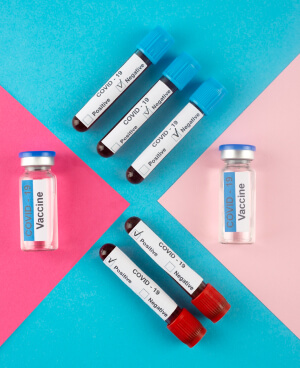 COVID - 19
Positive
✓ Negative
COVID - 19
Positive
✓ Negative
COVID - 19
Positive
✓ Negative
COVID - 19
Vaccine
COVID - 19
Vaccine
COVID - 19
✓ Positive
Negative
COVID - 19
✓ Positive
Negative